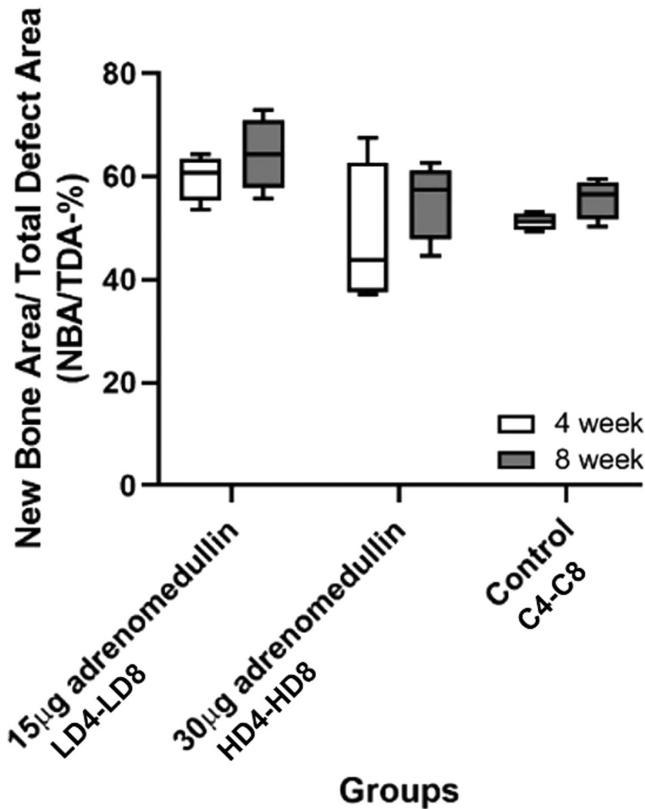 New Bone Area/ Total Defect Area
(NBA/TDA-%)
80
60
40
20
0
4 week
8 week
15μg adrenomedullin
LD4-LD8
30μg adrenomedullin
HD4-HD8
Control
C4-C8
Groups